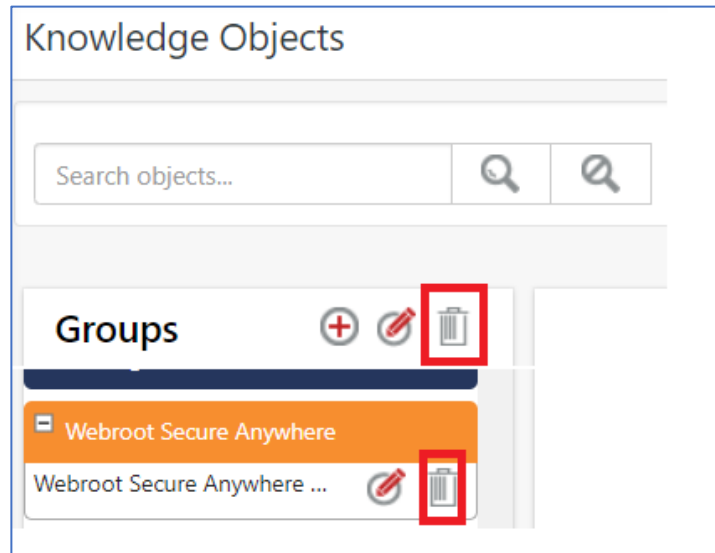 Knowledge Objects
Search objects...
Groups
Webroot Secure Anywhere
Webroot Secure Anywhere ...